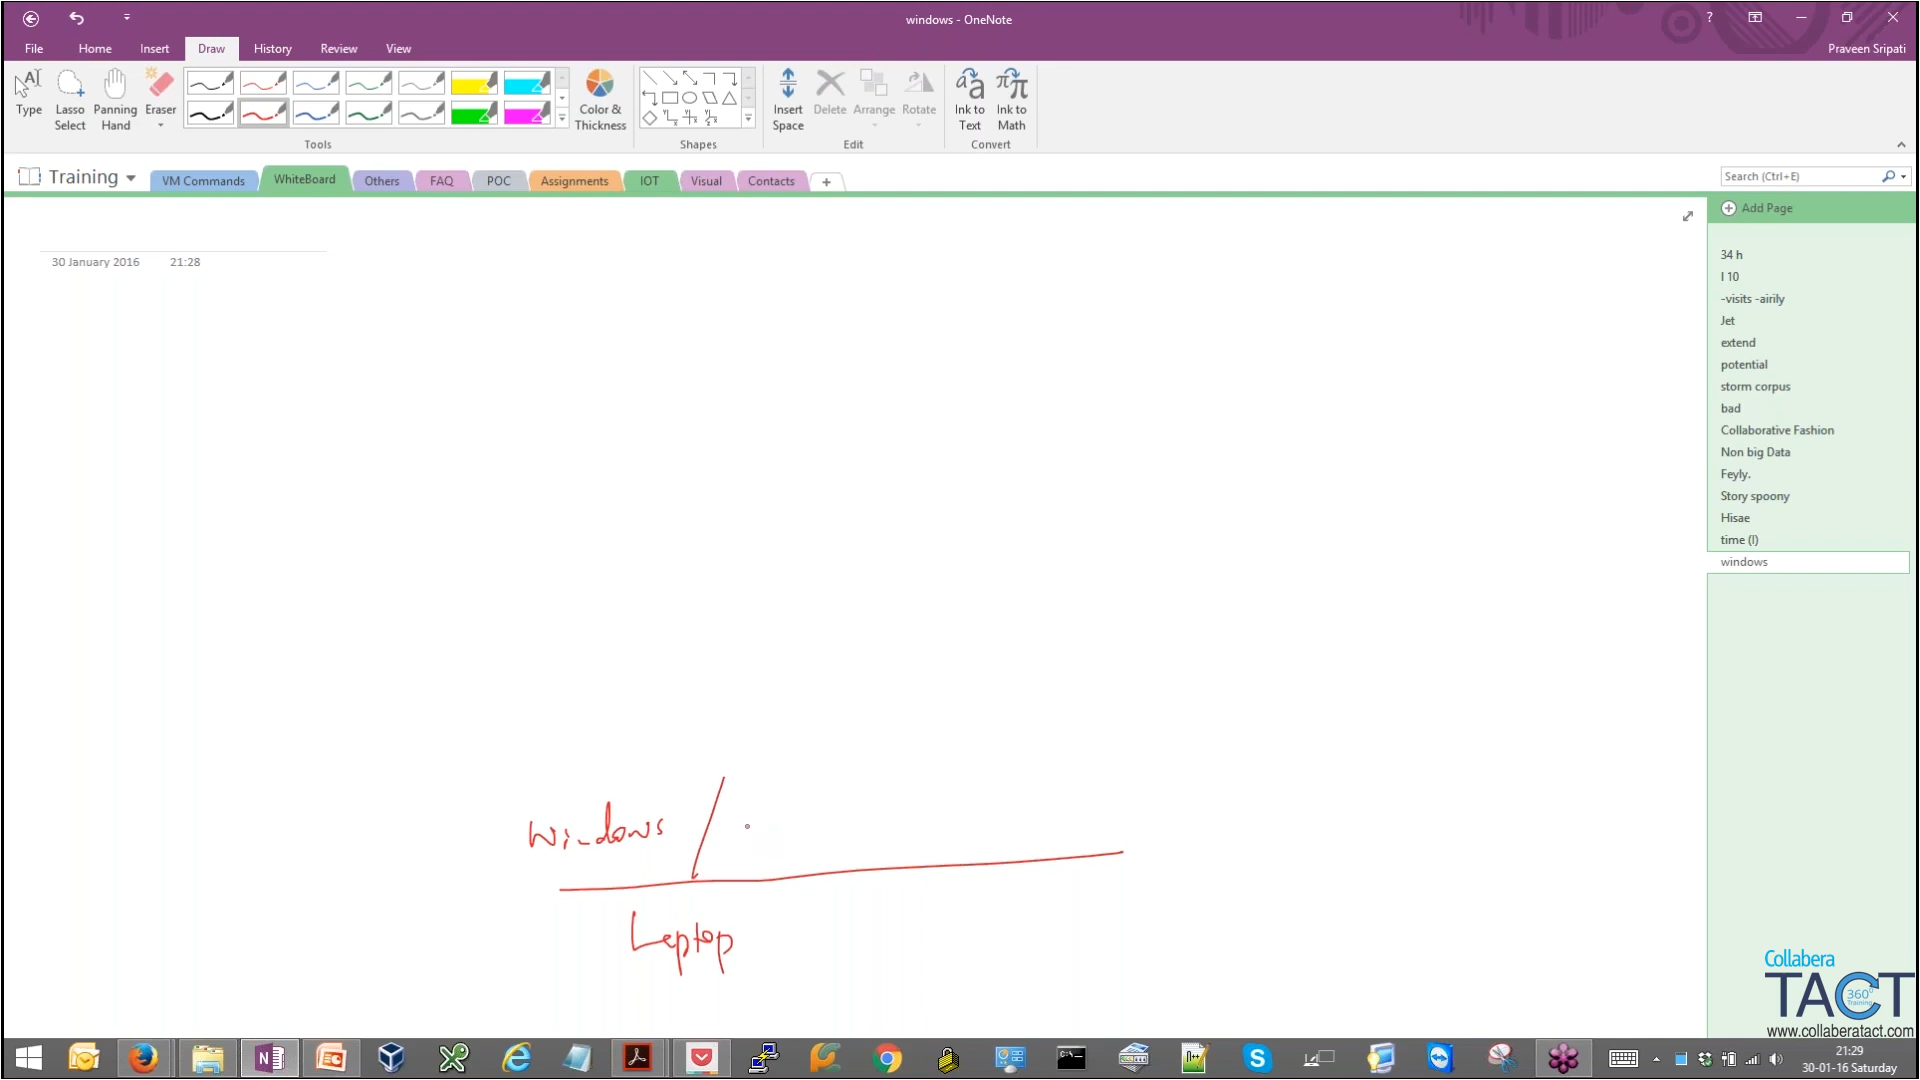 windows - OneNote
?
File Home Insert Draw History Review View
Praveen Sripati
Type
Lasso Select
Panning Hand
Eraser
Color & Thickness
Insert Space
Delete
Arrange
Rotate
Ink to Text
Ink to Math
Tools
Shapes
Edit
Convert
Training
VM Commands WhiteBoard Others FAQ POC Assignments IOT Visual Contacts +
Search (Ctrl+E)
Add Page
30 January 2016 21:28
34 h
I 10
-visits -airily
Jet
extend
potential
storm corpus
bad
Collaborative Fashion
Non big Data
Feyly.
Story spoony
Hisae
time (l)
windows
Windows /
Laptop
Collabera
TACT
360°
Training
www.collaberatact.com
21:29
30-01-16 Saturday